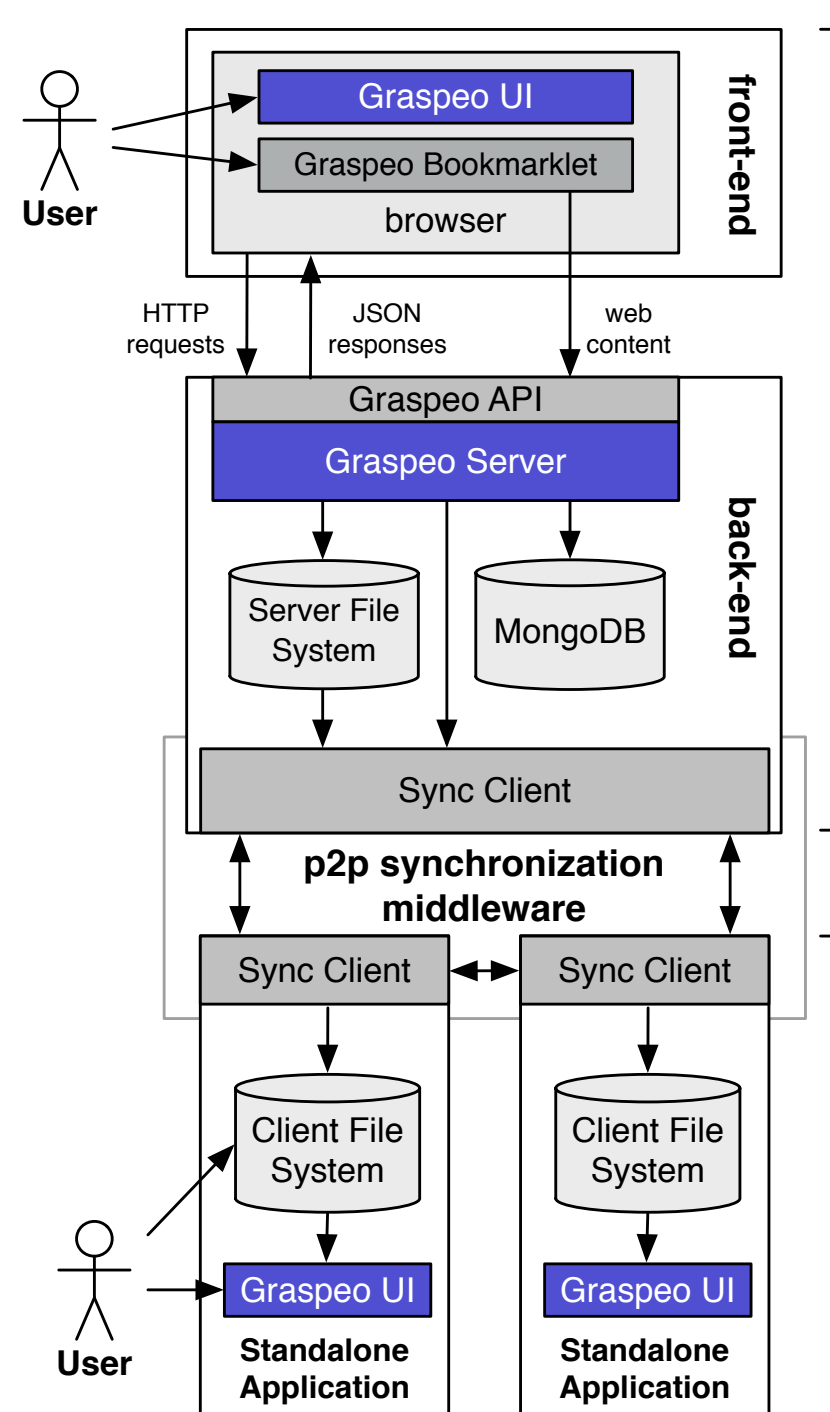 Graspeo UI
Graspeo Bookmarklet
browser
front-end
User
HTTP
requests
JSON
responses
web
content
Graspeo API
Graspeo Server
back-end
Server File
System
MongoDB
Sync Client
p2p synchronization
middleware
Sync Client
Sync Client
Client File
System
Client File
System
User
Graspeo UI
Graspeo UI
Standalone
Application
Standalone
Application